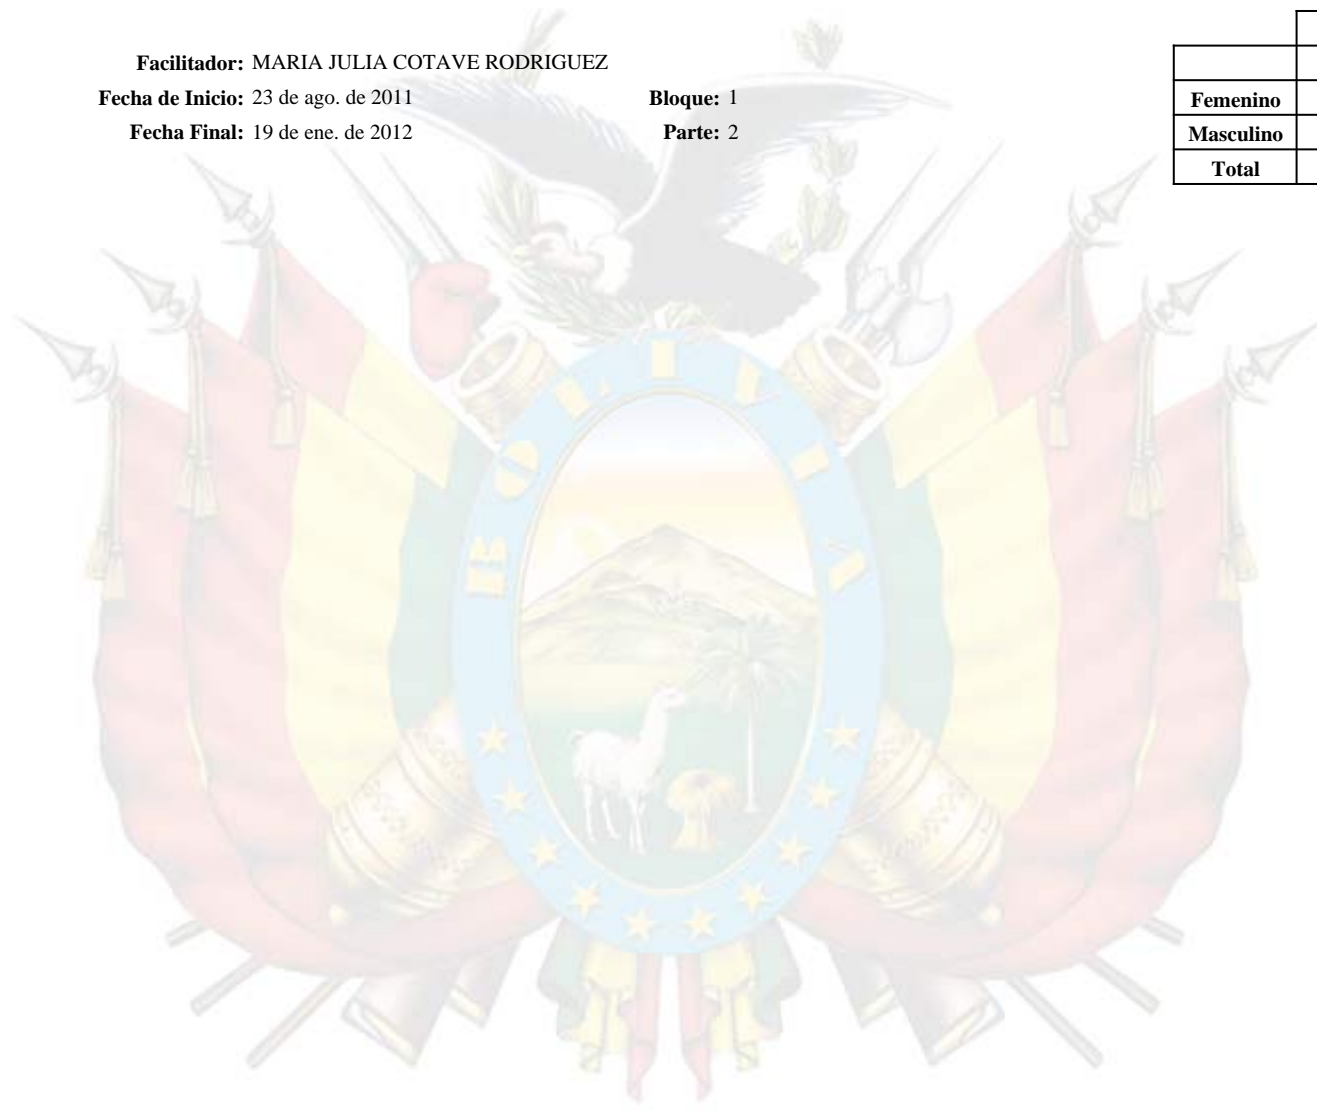 Facilitador: MARIA JULIA COTAVE RODRIGUEZ
Fecha de Inicio: 23 de ago. de 2011 Bloque: 1
Fecha Final: 19 de ene. de 2012 Parte: 2
Femenino
Masculino
Total
BOLIVIA